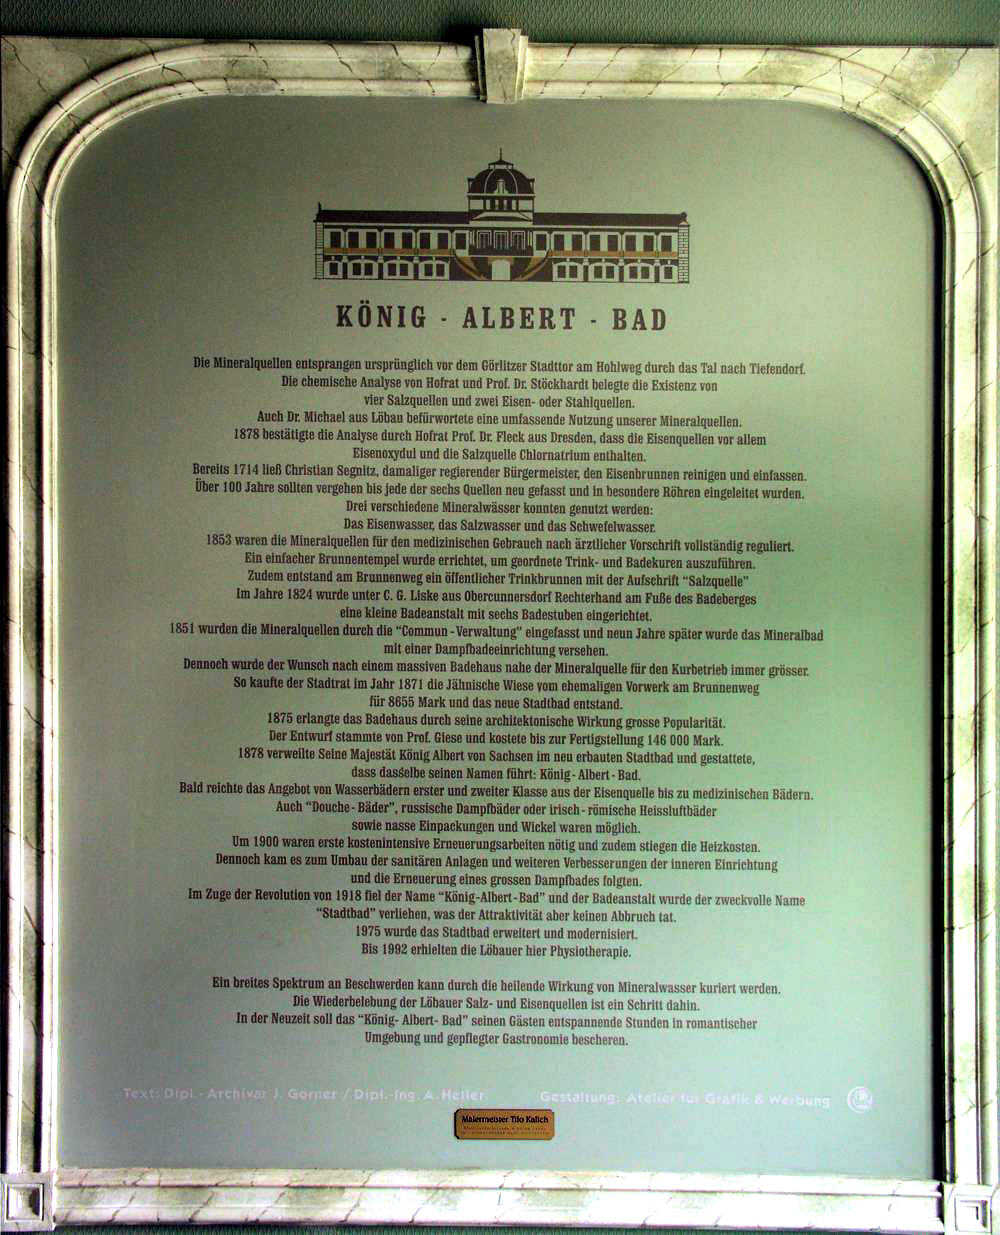 KÖNIG - ALBERT - BAD
Die Mineralquellen entsprangen ursprünglich vor dem Görlitzer Stadttor am Hohlweg durch das Tal nach Tiefendorf.
Die chemische Analyse von Hofrat und Prof. Dr. Stöckhardt belegte die Existenz von
vier Salzquellen und zwei Eisen- oder Stahlquellen.
Auch Dr. Michael aus Löbau befürwortete eine umfassende Nutzung unserer Mineralquellen.
1878 bestätigte die Analyse durch Hofrat Prof. Dr. Fleck aus Dresden, dass die Eisenquellen vor allem
Eisenoxydul und die Salzquelle Chlornatrium enthalten.
Bereits 1714 ließ Christian Segnitz, damaliger regierender Bürgermeister, den Eisenbrunnen reinigen und einfassen.
Über 100 Jahre sollten vergehen bis jede der sechs Quellen neu gefasst und in besondere Röhren eingeleitet wurden.
Drei verschiedene Mineralwässer konnten genutzt werden:
Das Eisenwasser, das Salzwasser und das Schwefelwasser.
1853 waren die Mineralquellen für den medizinischen Gebrauch nach ärztlicher Vorschrift vollständig reguliert.
Ein einfacher Brunnentempel wurde errichtet, um geordnete Trink- und Badekuren auszuführen.
Zudem entstand am Brunnenweg ein öffentlicher Trinkbrunnen mit der Aufschrift “Salzquelle”
Im Jahre 1824 wurde unter C. G. Liske aus Obercunnersdorf Rechterhand am Fuße des Badeberges
eine kleine Badeanstalt mit sechs Badestuben eingerichtet.
1851 wurden die Mineralquellen durch die “Commun - Verwaltung” eingefasst und neun Jahre später wurde das Mineralbad
mit einer Dampfbadeeinrichtung versehen.
Dennoch wurde der Wunsch nach einem massiven Badehaus nahe der Mineralquelle für den Kurbetrieb immer grösser.
So kaufte der Stadtrat im Jahr 1871 die Jähnische Wiese vom ehemaligen Vorwerk am Brunnenweg
für 8655 Mark und das neue Stadtbad entstand.
1875 erlangte das Badehaus durch seine architektonische Wirkung grosse Popularität.
Der Entwurf stammte von Prof. Giese und kostete bis zur Fertigstellung 146 000 Mark.
1878 verweilte Seine Majestät König Albert von Sachsen im neu erbauten Stadtbad und gestattete,
dass dasselbe seinen Namen führt: König - Albert - Bad.
Bald reichte das Angebot von Wasserbädern erster und zweiter Klasse aus der Eisenquelle bis zu medizinischen Bädern.
Auch “Douche - Bäder”, russische Dampfbäder oder irisch - römische Heissluftbäder
sowie nasse Einpackungen und Wickel waren möglich.
Um 1900 waren erste kostenintensive Erneuerungsarbeiten nötig und zudem stiegen die Heizkosten.
Dennoch kam es zum Umbau der sanitären Anlagen und weiteren Verbesserungen der inneren Einrichtung
und die Erneuerung eines grossen Dampfbades folgten.
Im Zuge der Revolution von 1918 fiel der Name “König-Albert-Bad” und der Badeanstalt wurde der zweckvolle Name
“Stadtbad” verliehen, was der Attraktivität aber keinen Abbruch tat.
1975 wurde das Stadtbad erweitert und modernisiert.
Bis 1992 erhielten die Löbauer hier Physiotherapie.
Ein breites Spektrum an Beschwerden kann durch die heilende Wirkung von Mineralwasser kuriert werden.
Die Wiederbelebung der Löbauer Salz- und Eisenquellen ist ein Schritt dahin.
In der Neuzeit soll das “König- Albert- Bad” seinen Gästen entspannende Stunden in romantischer
Umgebung und gepflegter Gastronomie bescheren.
Text: Dipl.- Archivar J. Görner / Dipl.-Ing. A. Heller Gestaltung: Atelier für Grafik & Werbung
Malermeister Tilo Kalich